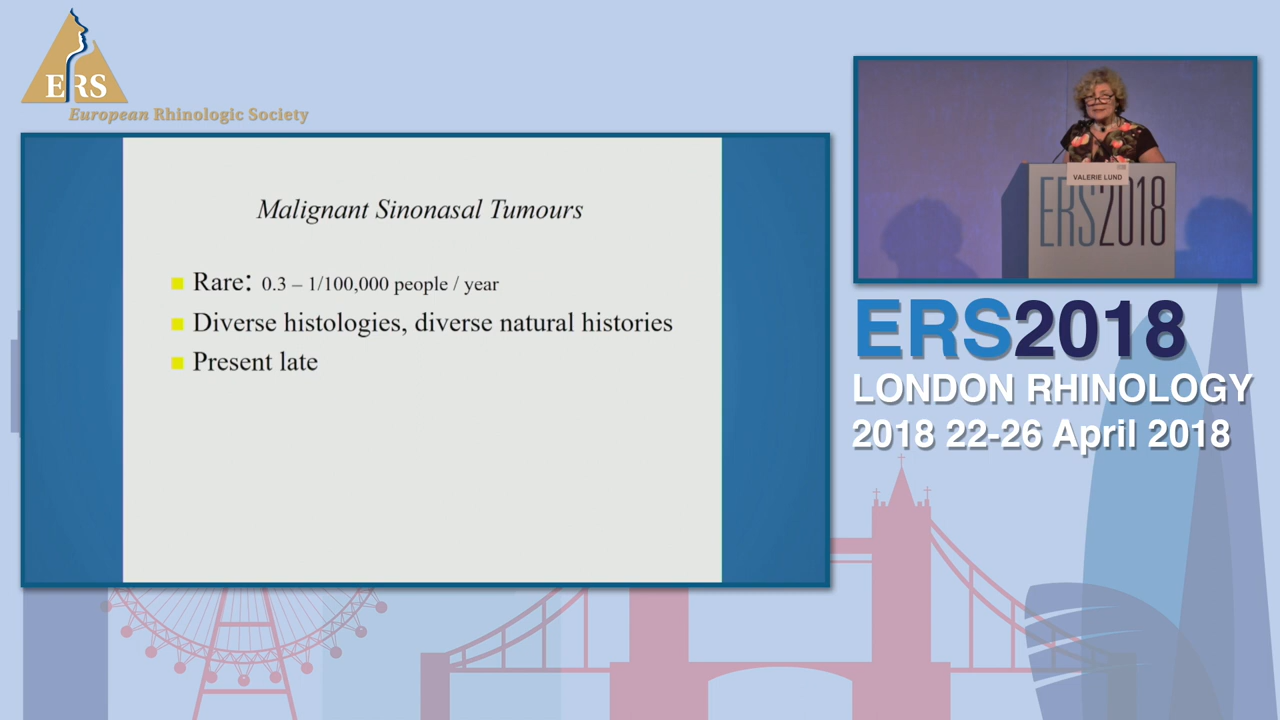 ERS
European Rhinologic Society
Malignant Sinonasal Tumours
Rare: 0.3 – 1/100,000 people / year
Diverse histologies, diverse natural histories
Present late
VALERIE LUND
ERS2018
ERS2018
LONDON RHINOLOGY
2018 22-26 April 2018